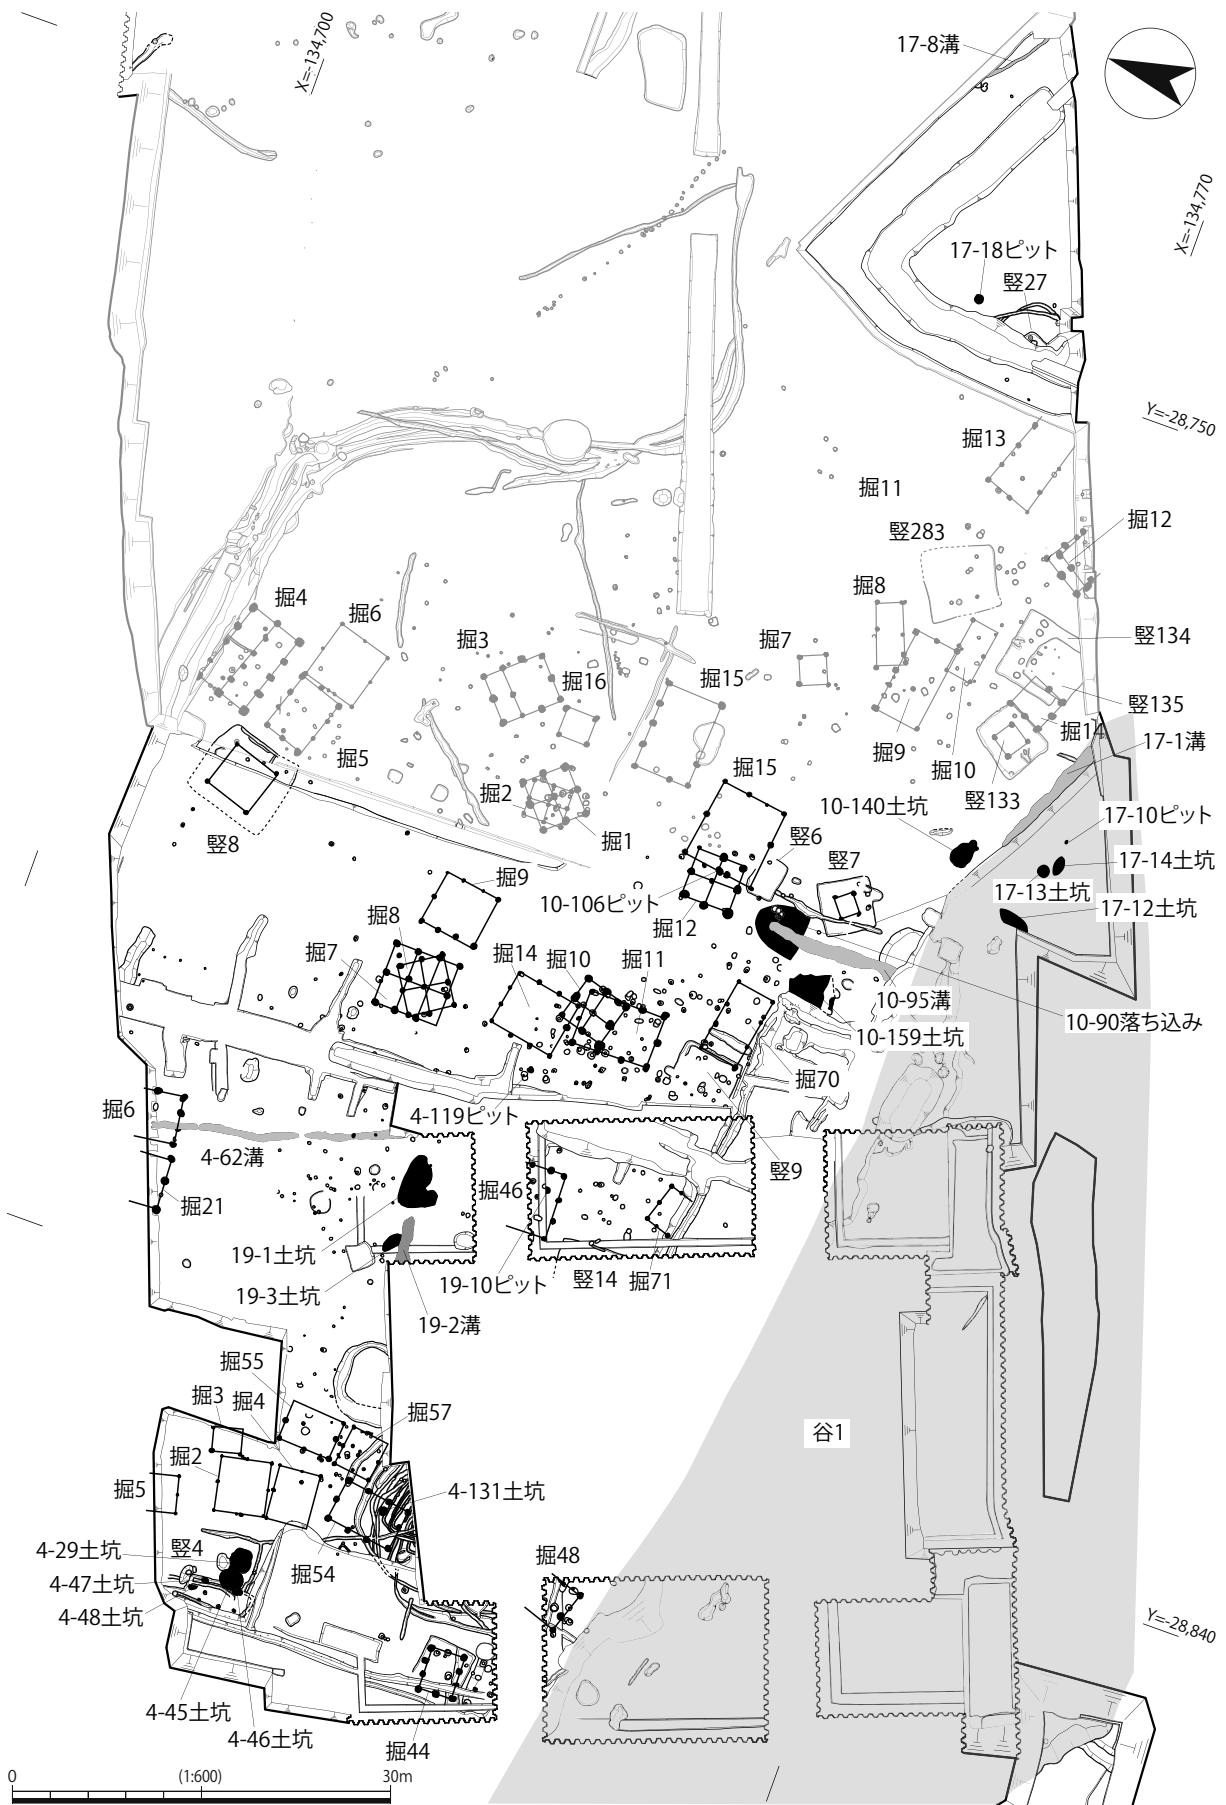 X=-134,700
17-8溝
X=-134,770
17-18ピット
竪27
Y=-28,750
掘13
掘11
掘12
竪283
掘8
掘4
掘6
掘3
掘7
竪134
掘16
掘15
竪135
掘14
掘5
掘9
掘10
17-1溝
掘2
掘15
竪133
掘1
10-140土坑
17-10ピット
竪8
竪6
竪7
17-14土坑
掘9
17-13土坑
10-106ピット
17-12土坑
掘8
掘12
掘7
掘14
掘10
掘11
10-95溝
10-90落ち込み
10-159土坑
掘70
掘6
4-119ピット
4-62溝
竪9
掘46
掘21
19-1土坑
19-10ピット
竪14
掘71
19-3土坑
19-2溝
掘55
掘3
掘4
掘57
谷1
掘2
掘5
4-131土坑
4-29土坑
竪4
掘48
掘54
4-47土坑
4-48土坑
Y=-28,840
4-45土坑
4-46土坑
掘44
0
(1:600)
30m